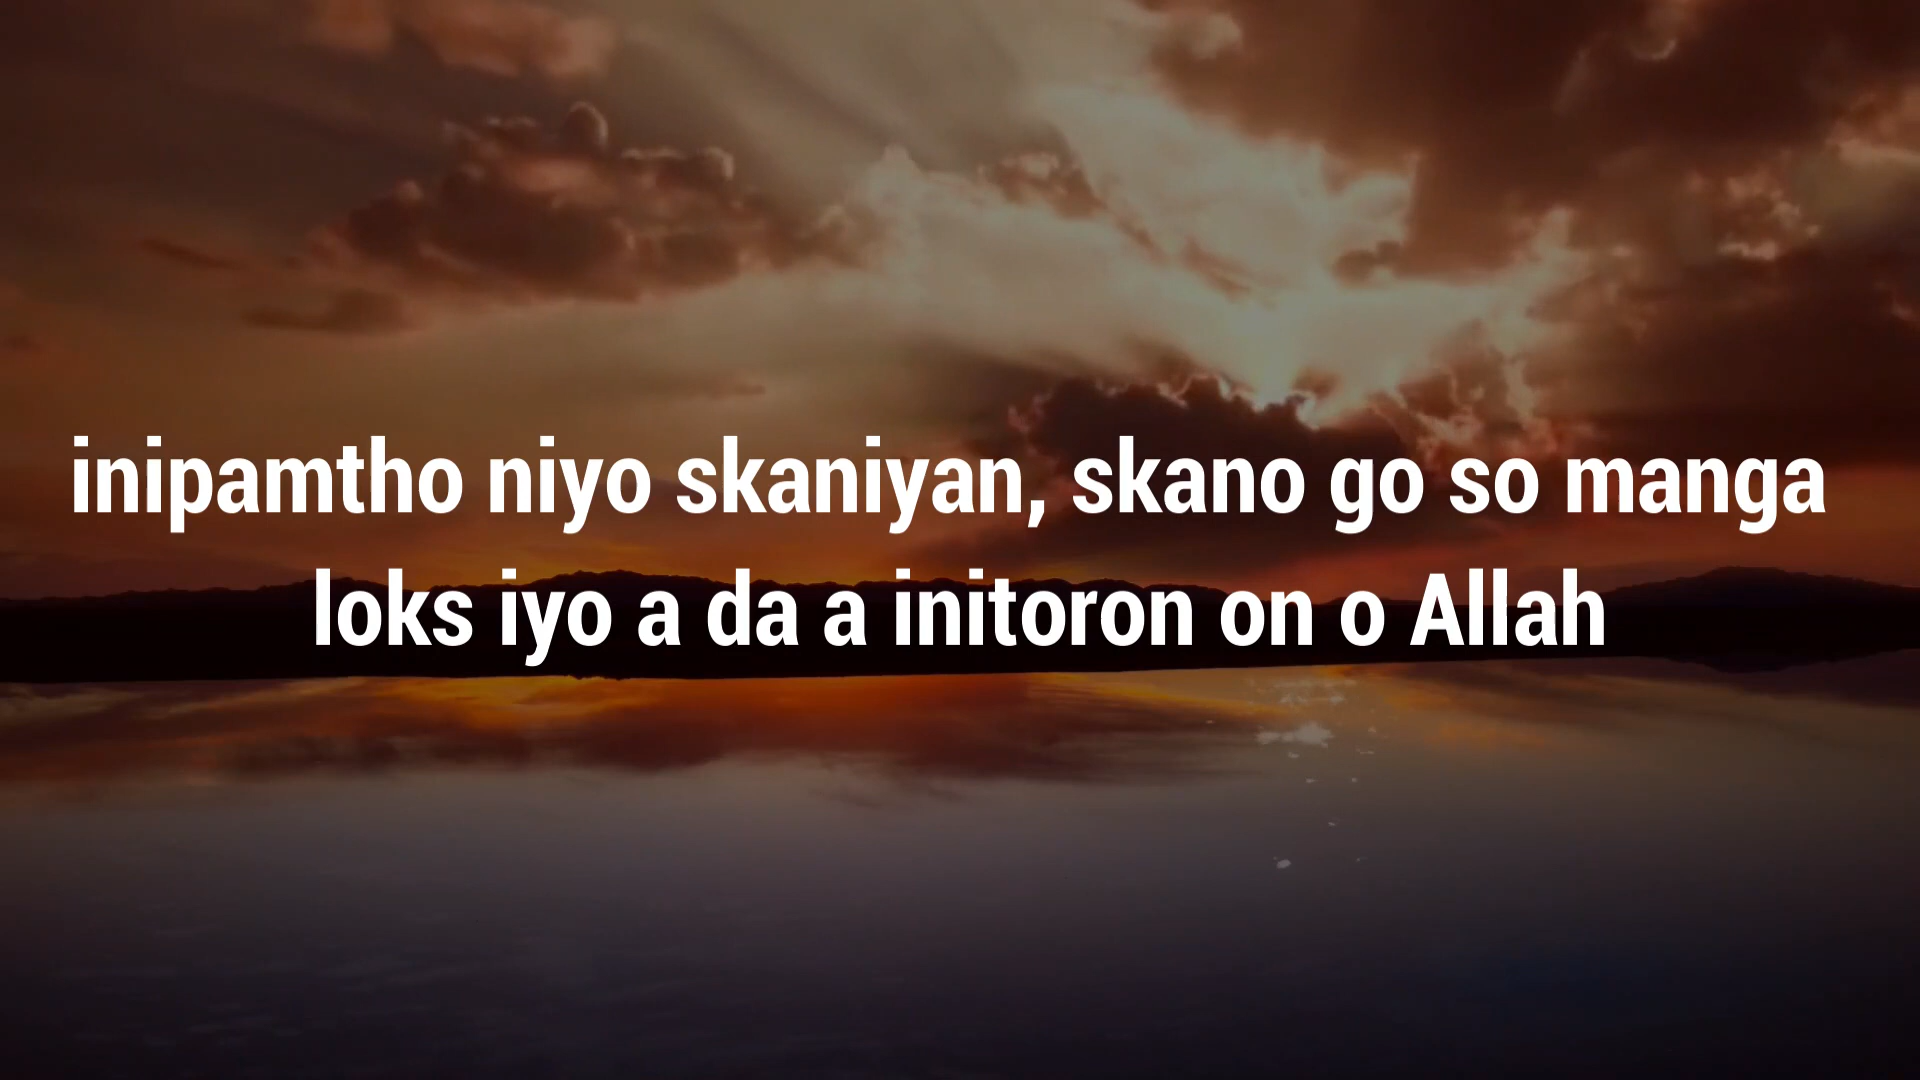 inipamtho niyo skaniyan, skano go so manga
loks iyo a da a initoron on o Allah